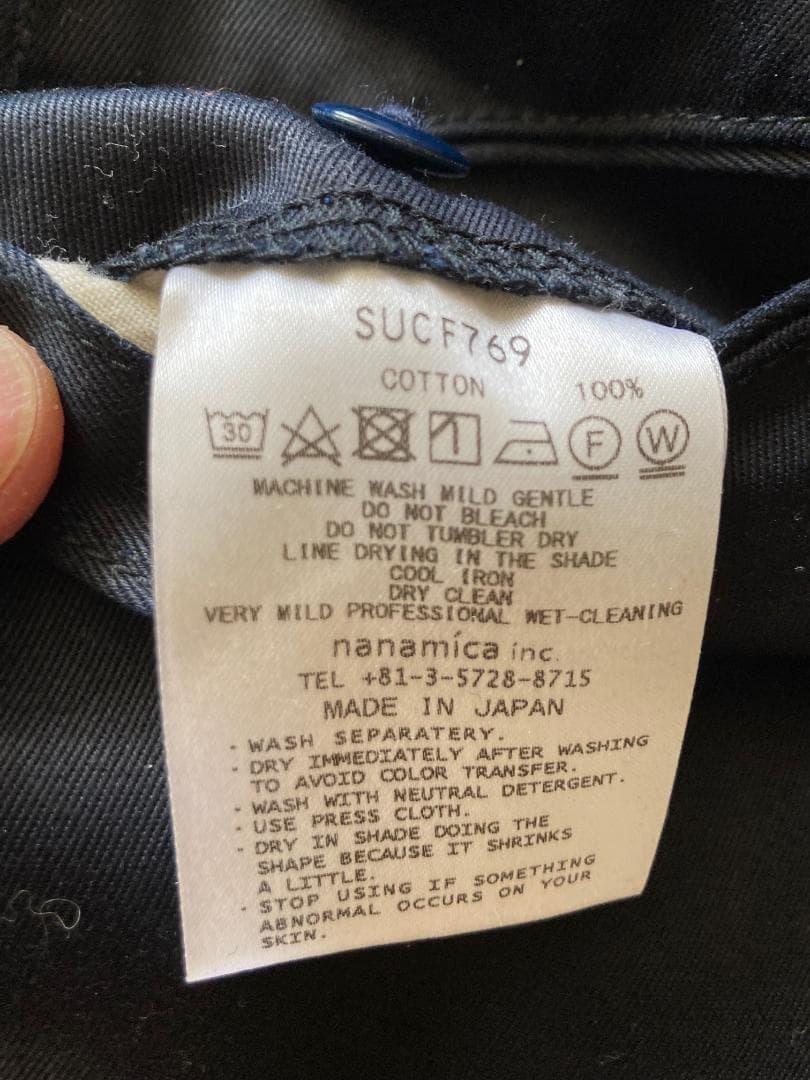 SUCF769
COTTON 100%
30 F W
MACHINE WASH MILD GENTLE
DO NOT BLEACH
DO NOT TUMBLER DRY
LINE DRYING IN THE SHADE
COOL IRON
DRY CLEAN
VERY MILD PROFESSIONAL WET-CLEANING
nanamica inc.
TEL +81-3-5728-8715
MADE IN JAPAN
· WASH SEPARATERY.
· DRY IMMEDIATELY AFTER WASHING
TO AVOID COLOR TRANSFER.
· WASH WITH NEUTRAL DETERGENT.
· USE PRESS CLOTH.
· DRY IN SHADE DOING THE
SHAPE BECAUSE IT SHRINKS
A LITTLE.
· STOP USING IF SOMETHING
ABNORMAL OCCURS ON YOUR
SKIN.